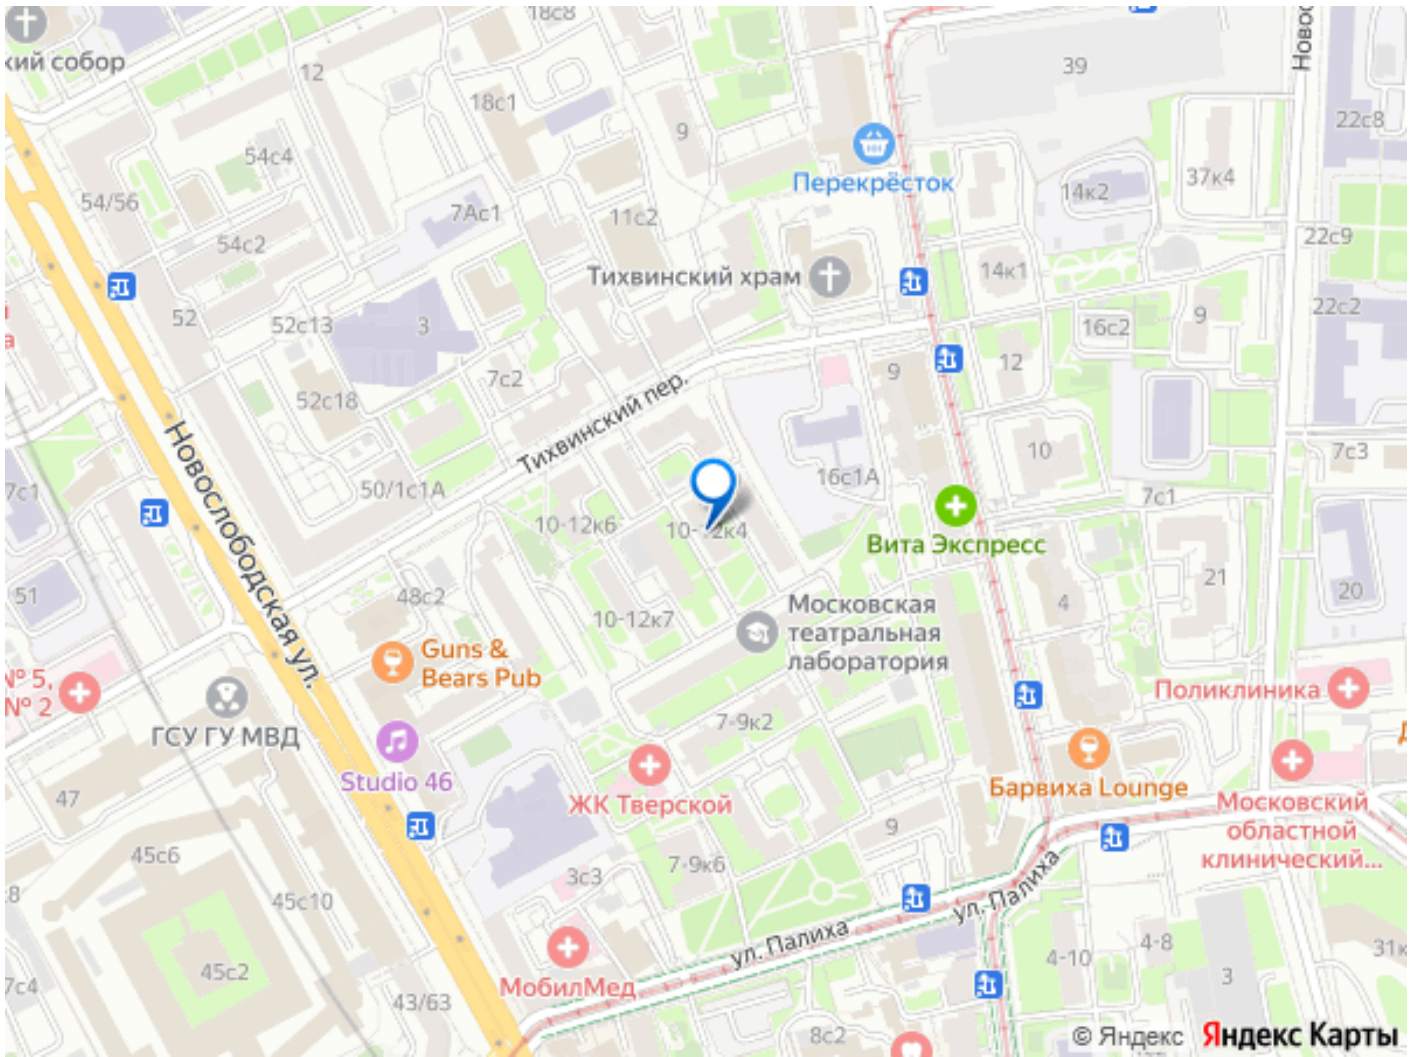 18с8
кий собор
12
39
Новос
18с1
9
22с8
54с4
Перекрёсток
14к2
37к4
54/56
7Ас1
11с2
54с2
22с9
Тихвинский храм
14к1
52
52с13
3
22с2
9
16с2
а
7с2
9
12
52с18
Тихвинский пер.
Новослободская ул.
10
7с3
7с1
50/1с1А
16с1А
7с1
10-12к6
10-12к4
Вита Экспресс
21
51
48с2
Московская
театральная
лаборатория
4
20
10-12к7
Guns &
Bears Pub
№ 5,
№ 2
Поликлиника
ГСУ ГУ МВД
7-9к2
Studio 46
ЖК Тверской
Барвиха Lounge
47
Московский
областной
клинический...
9
45с6
7-9к6
3с3
45с10
ул. Палиха
ул. Палиха
45с2
4-8
4-10
31к
3
7с4
МобилМед
43/63
8с2
© Яндекс
Яндекс Карты